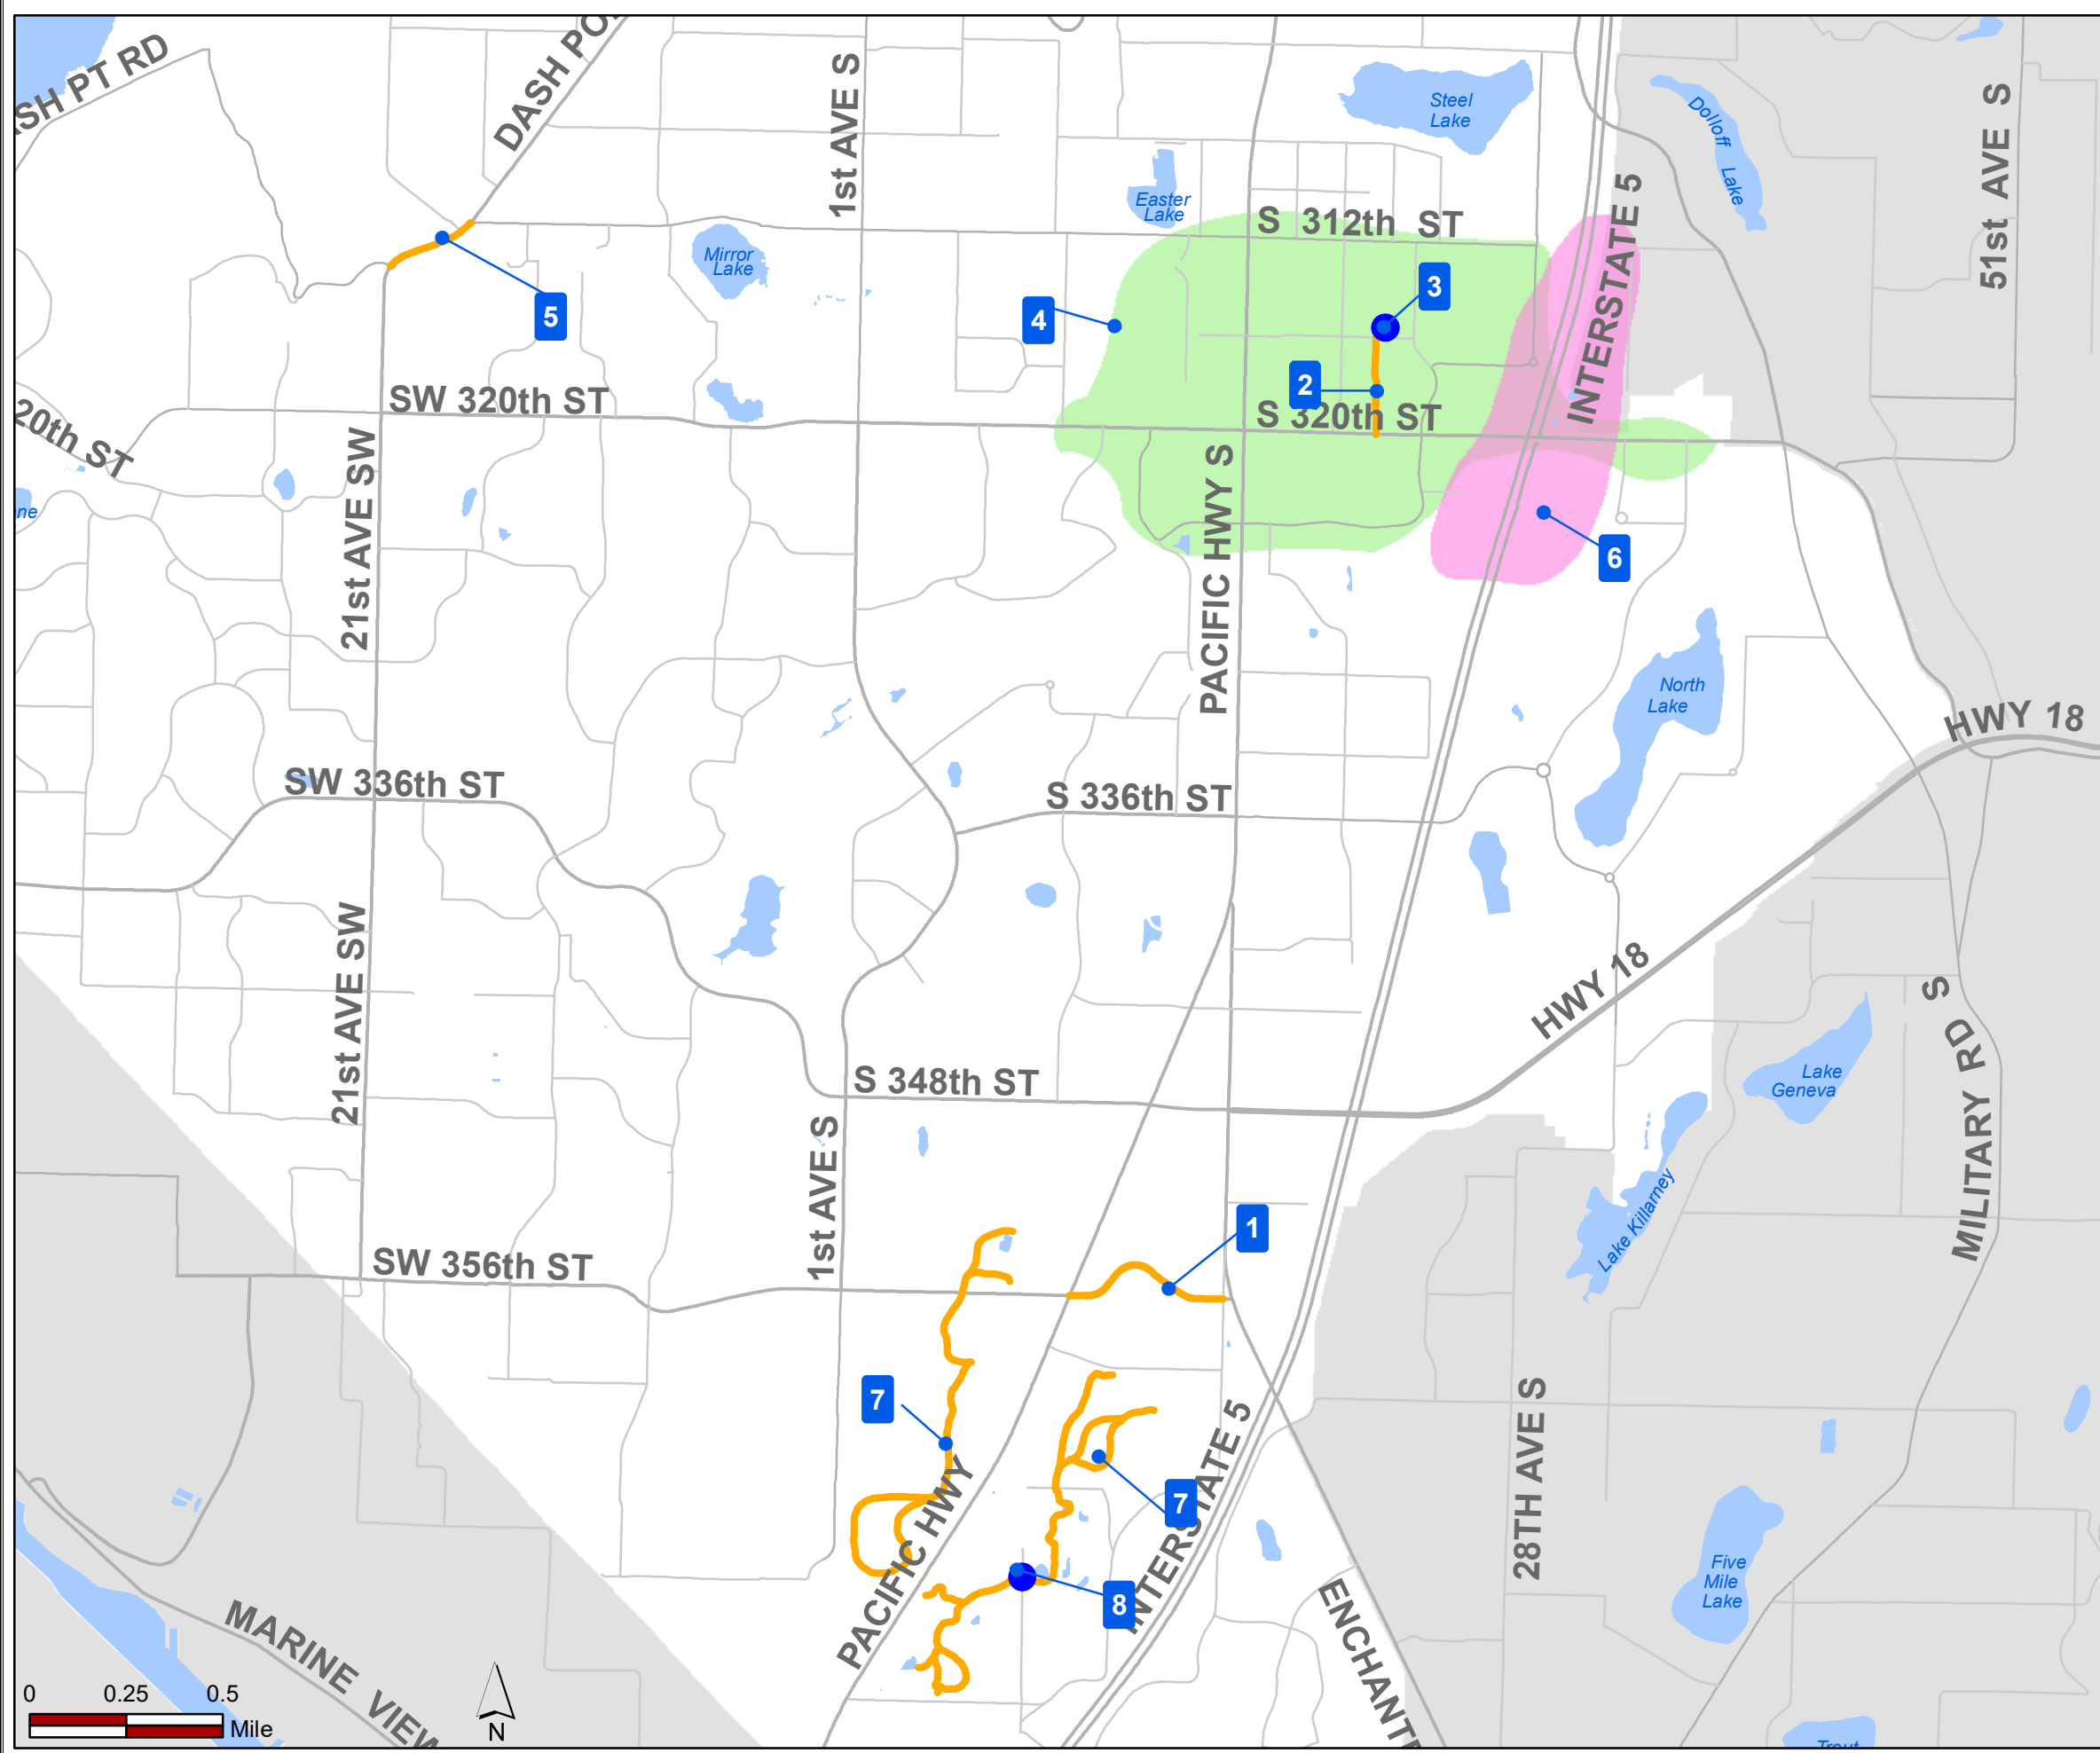 SH PT RD
DASH PO
1st AVE S
Steel
Lake
Dolloff Lake
51st AVE S
Easter
Lake
S 312th ST
INTERSTATE 5
Mirror
Lake
3
4
5
2
SW 320th ST
S 320th ST
20th ST
21st AVE SW
PACIFIC HWY S
ne
6
North
Lake
HWY 18
SW 336th ST
S 336th ST
21st AVE SW
HWY 18
MILITARY RD S
Lake
Geneva
S 348th ST
1st AVE S
Lake Killarney
1
SW 356th ST
7
28TH AVE S
PACIFIC HWY
7
INTERSTATE 5
8
Five
Mile
Lake
ENCHANT
MARINE VIEW
0 0.25 0.5
Mile
N
Trout